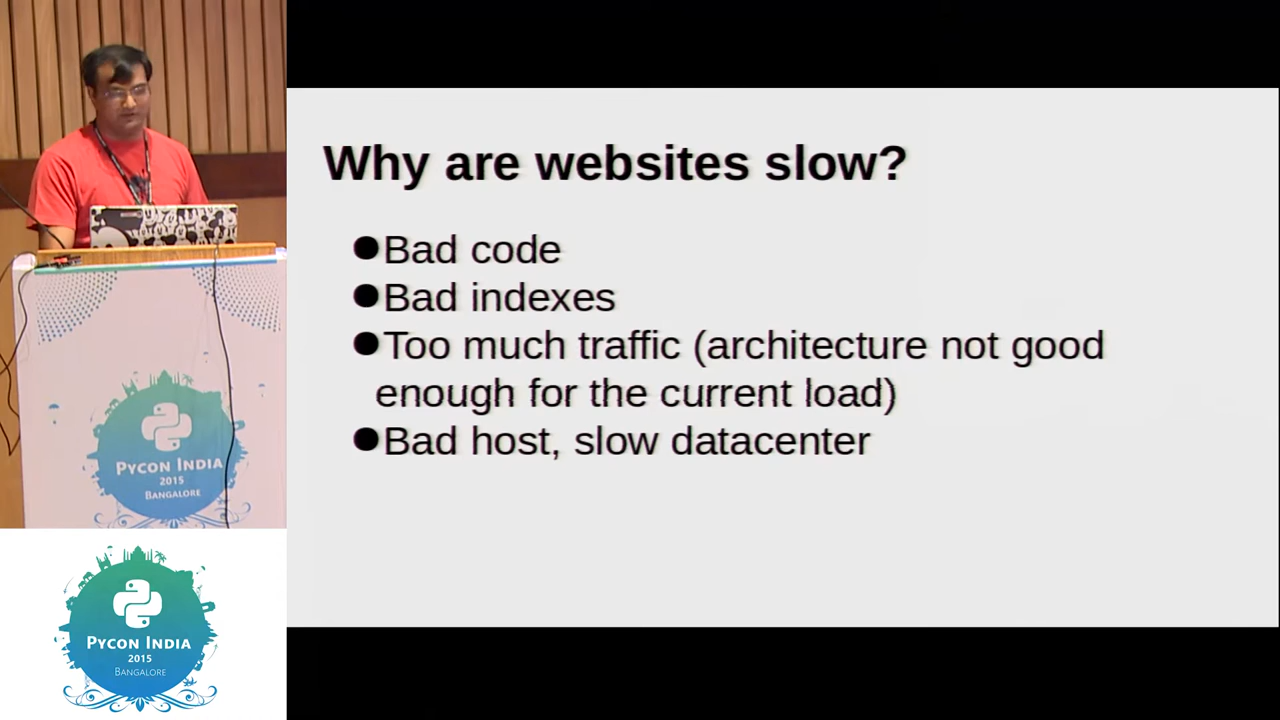 Why are websites slow?
●Bad code
●Bad indexes
●Too much traffic (architecture not good
enough for the current load)
●Bad host, slow datacenter
PYCON INDIA
2015
BANGALORE
PYCON INDIA
2015
BANGALORE